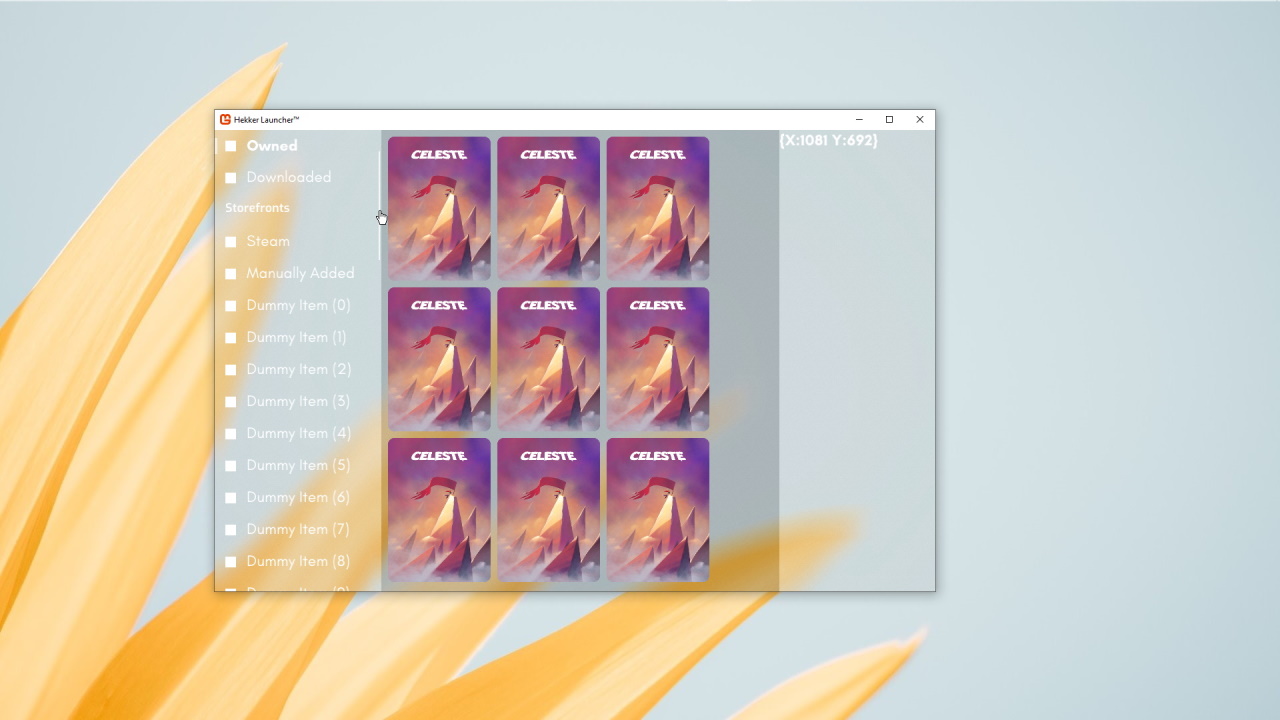 Hekker Launcher™
Owned
Downloaded
Storefronts
Steam
Manually Added
Dummy Item (0)
Dummy Item (1)
Dummy Item (2)
Dummy Item (3)
Dummy Item (4)
Dummy Item (5)
Dummy Item (6)
Dummy Item (7)
Dummy Item (8)
CELESTE CELESTE CELESTE
CELESTE CELESTE CELESTE
CELESTE CELESTE CELESTE
{X:1081 Y:692}